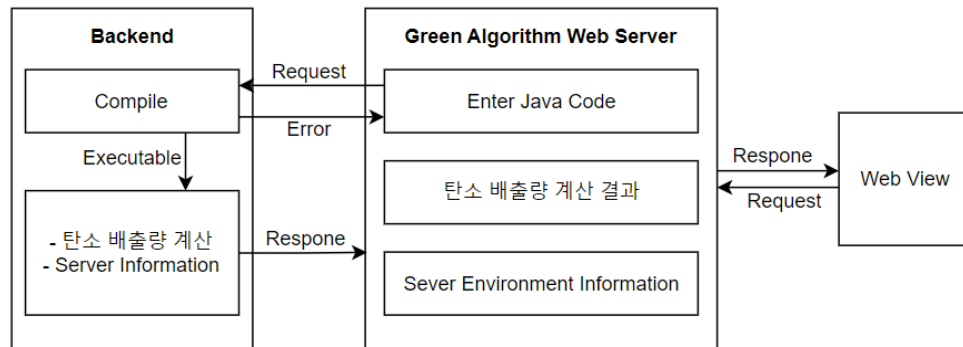 Backend
Compile
Executable
- 탄소 배출량 계산
- Server Information
Request
Error
Respone
Green Algorithm Web Server
Enter Java Code
탄소 배출량 계산 결과
Sever Environment Information
Respone
Request
Web View